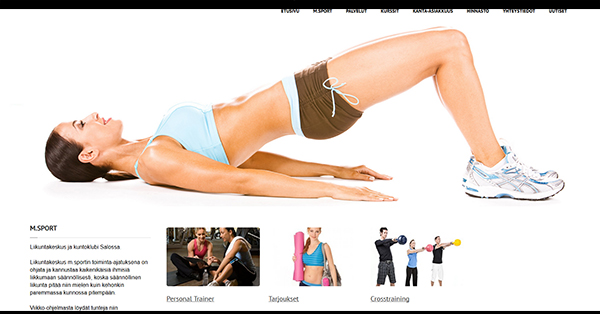 ETUSIVU M.SPORT PALVELUT KURSSIT KANTA-ASIAKKUUS HINNASTO YHTEYSTIEDOT UUTISET
M.SPORT
Liikuntakeskus ja kuntoklubi Salossa
Liikuntakeskus m.sportin toiminta ajatuksena on
ohjata ja kannustaa kaikenikäisiä ihmisiä
liikkumaan säännöllisesti, koska säännöllinen
liikunta pitää niin mielen kuin kehonkin
paremmassa kunnossa pitempään.
Viikko ohjelmasta löydät tunteja niin
Personal Trainer
Tarjoukset
Crosstraining